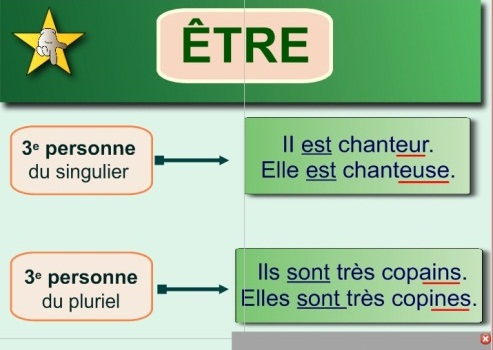 ÊTRE
3e personne
du singulier
Il est chanteur.
Elle est chanteuse.
3e personne
du pluriel
Ils sont très copains.
Elles sont très copines.